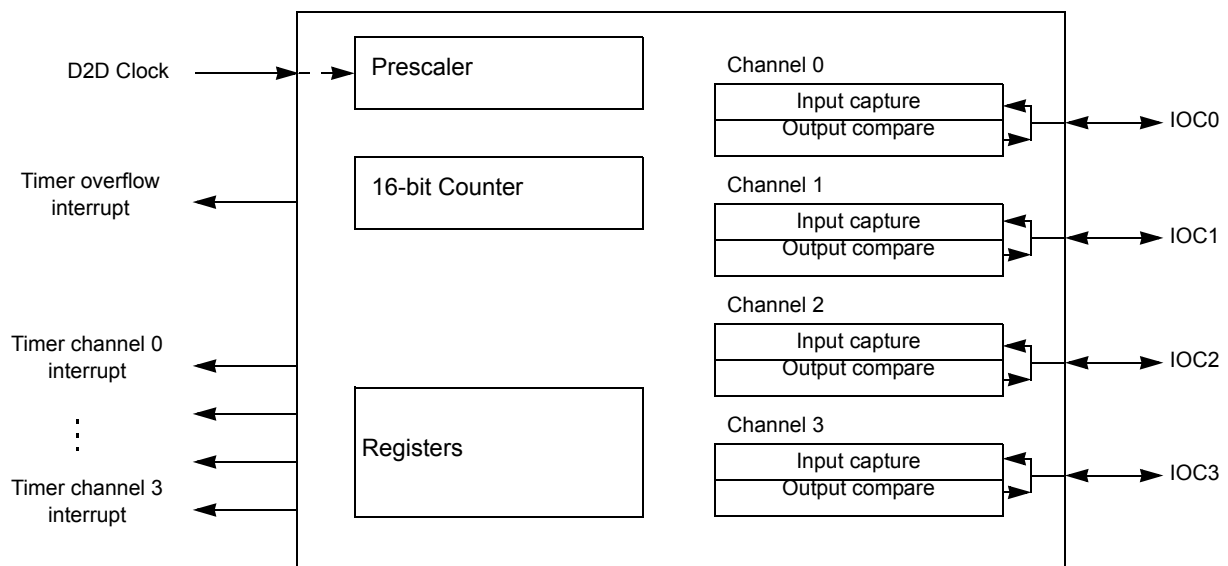 D2D Clock
Prescaler
Channel 0
Input capture
Output compare
IOC0
Timer overflow
interrupt
16-bit Counter
Channel 1
Input capture
Output compare
IOC1
Channel 2
Input capture
Output compare
IOC2
Timer channel 0
interrupt
Registers
Channel 3
Input capture
Output compare
IOC3
Timer channel 3
interrupt